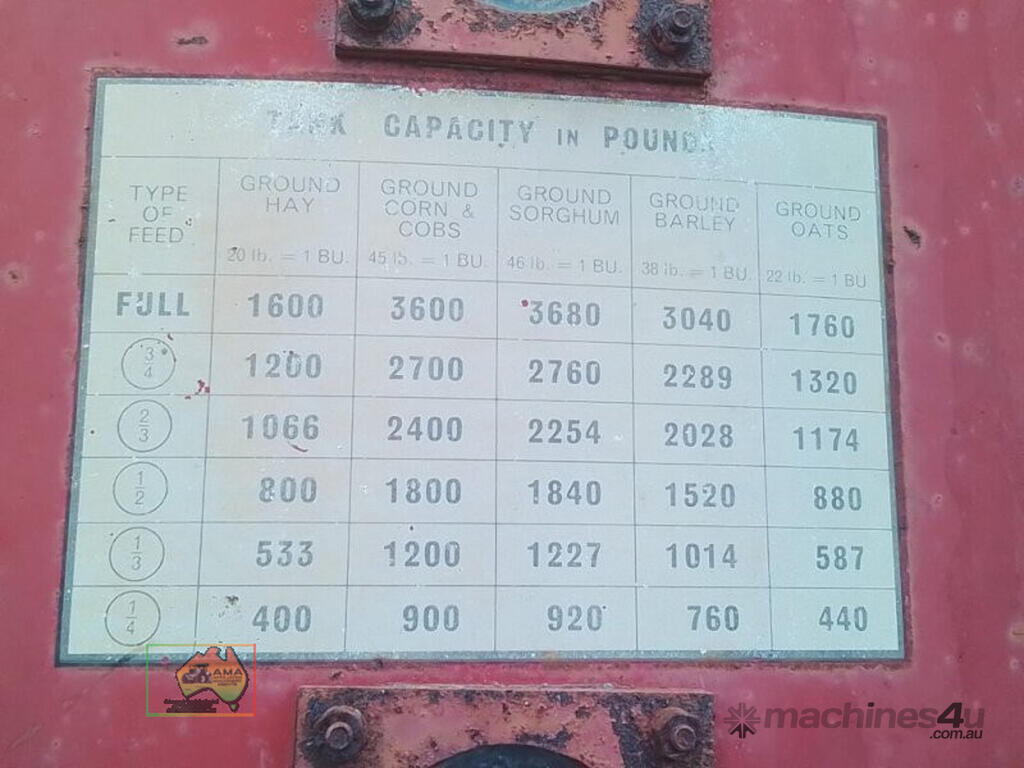 TANK CAPACITY IN POUNDS
TYPE OF FEED GROUND HAY GROUND CORN & COBS GROUND SORGHUM GROUND BARLEY GROUND OATS
20 lb. = 1 BU. 45 lb. = 1 BU. 46 lb. = 1 BU. 38 lb. = 1 BU. 22 lb. = 1 BU
FULL 1600 3600 3680 3040 1760
3/4 1200 2700 2760 2289 1320
2/3 1066 2400 2254 2028 1174
1/2 800 1800 1840 1520 880
1/3 533 1200 1227 1014 587
1/4 400 900 920 760 440
AMA
machines4u
.com.au